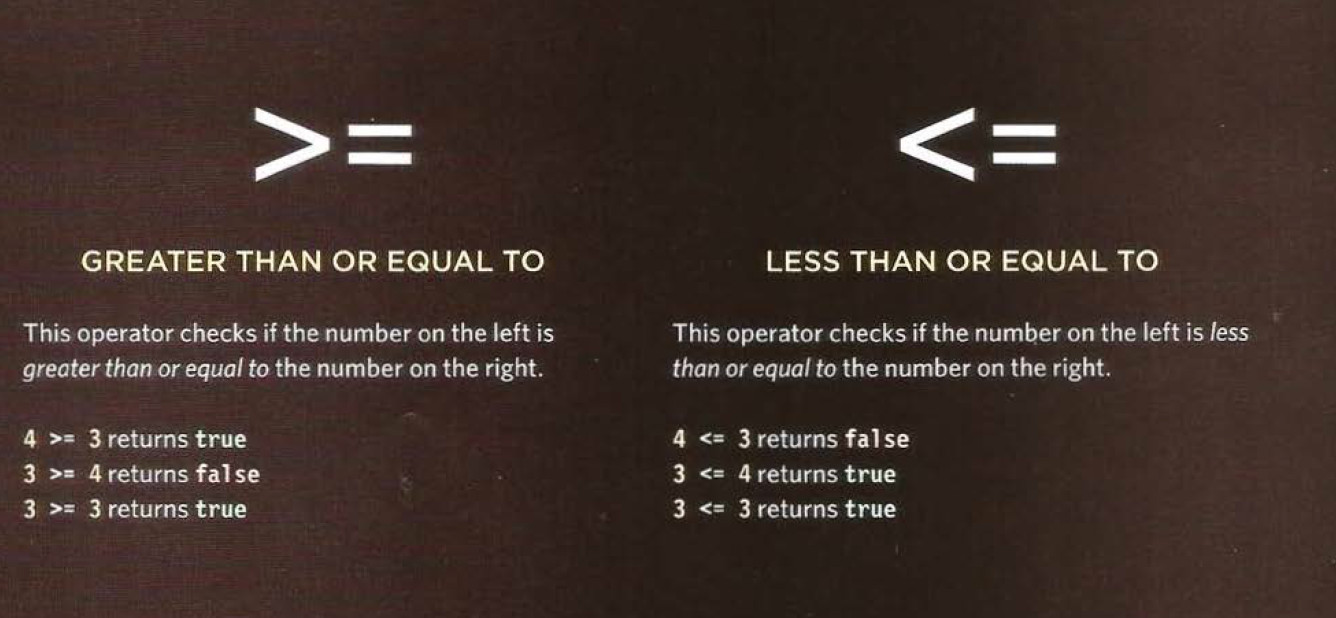 >=
GREATER THAN OR EQUAL TO
This operator checks if the number on the left is
greater than or equal to the number on the right.
4 >= 3 returns true
3 >= 4 returns false
3 >= 3 returns true
<=
LESS THAN OR EQUAL TO
This operator checks if the number on the left is less
than or equal to the number on the right.
4 <= 3 returns false
3 <= 4 returns true
3 <= 3 returns true